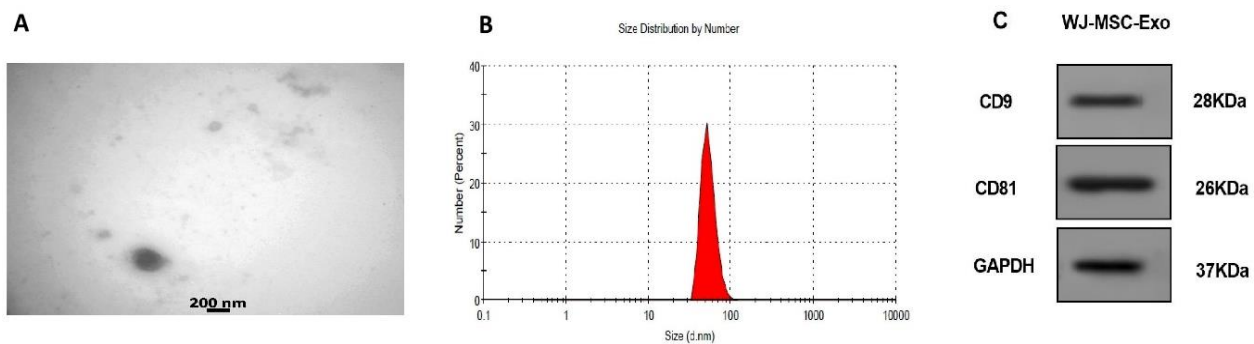 A
200 nm
B
Size Distribution by Number
Number (Percent)
40
30
20
10
0
0.1 1 10 100 1000 10000
Size (d.nm)
C
WJ-MSC-Exo
CD9 28KDa
CD81 26KDa
GAPDH 37KDa